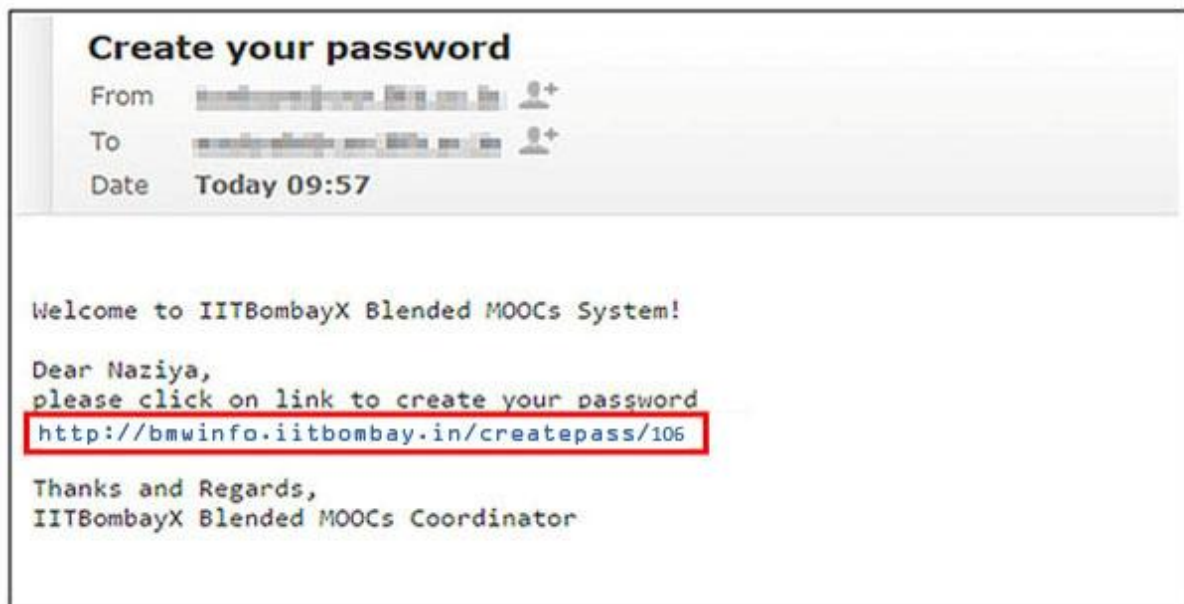 Create your password
From
To
Date Today 09:57
Welcome to IITBombayX Blended MOOCs System!
Dear Naziya,
please click on link to create your password
http://bmwinfo.iitbombay.in/createpass/106
Thanks and Regards,
IITBombayX Blended MOOCs Coordinator